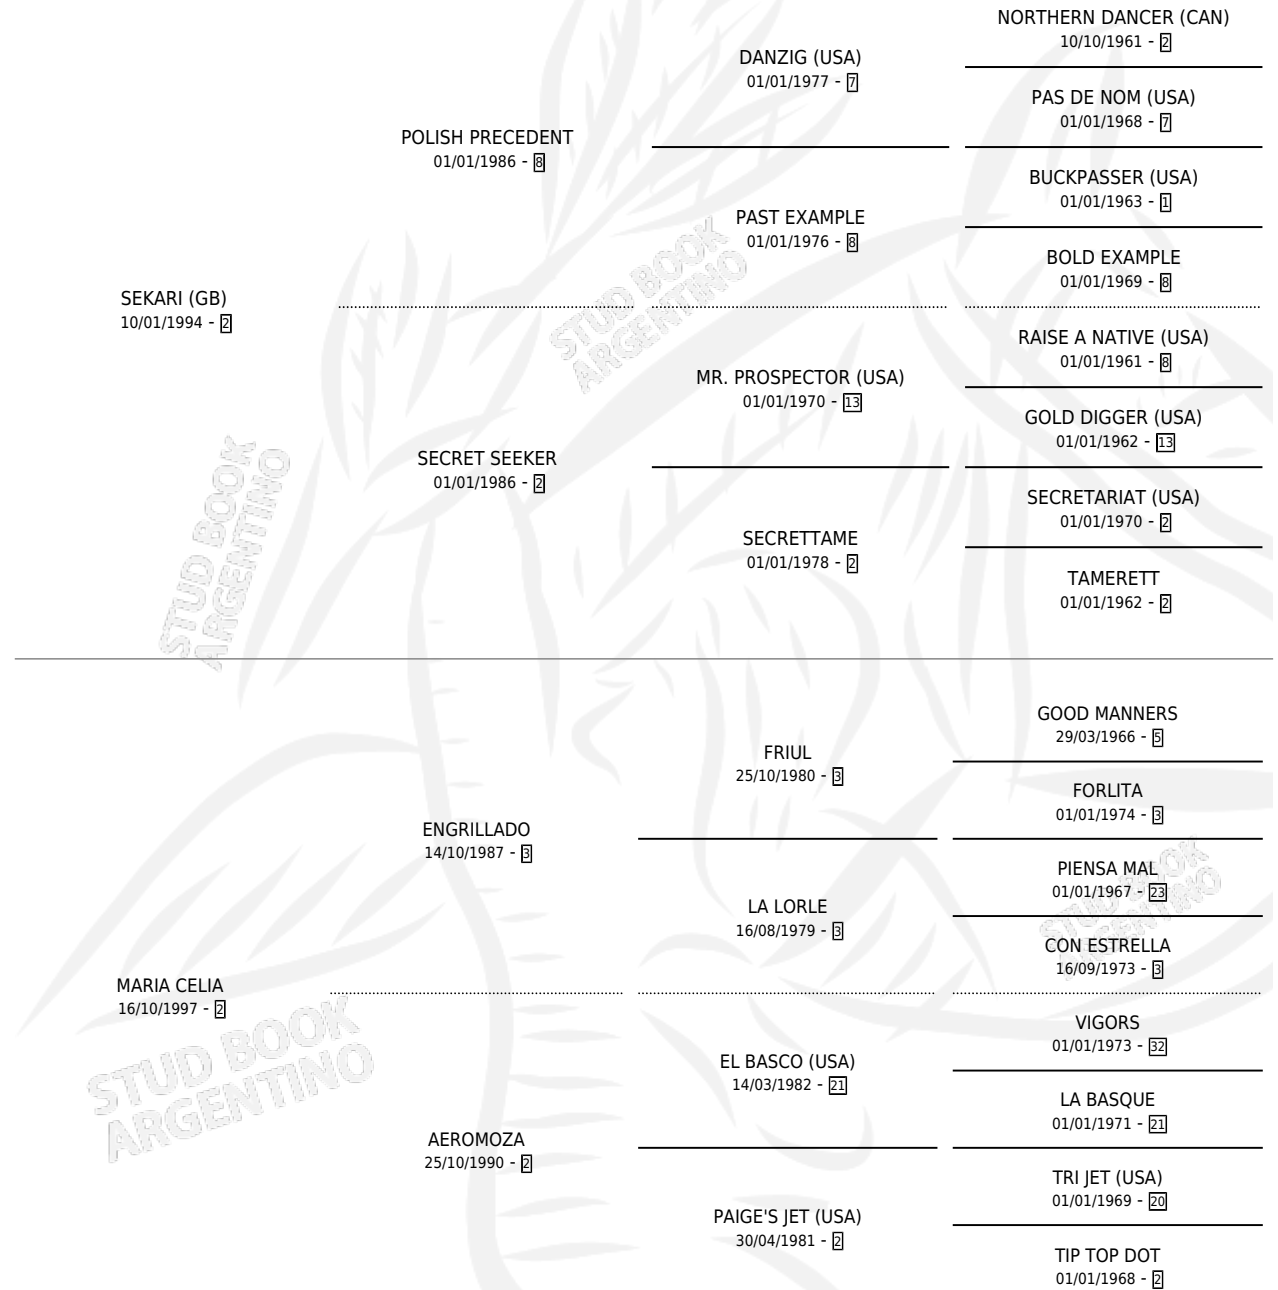 NORTHERN DANCER (CAN)
10/10/1961 - 2
DANZIG (USA)
01/01/1977 - 7
PAS DE NOM (USA)
01/01/1968 - 7
POLISH PRECEDENT
01/01/1986 - 8
BUCKPASSER (USA)
01/01/1963 - 1
PAST EXAMPLE
01/01/1976 - 8
BOLD EXAMPLE
01/01/1969 - 8
SEKARI (GB)
10/01/1994 - 2
STUD BOOK
ARGENTINO
RAISE A NATIVE (USA)
01/01/1961 - 8
MR. PROSPECTOR (USA)
01/01/1970 - 13
GOLD DIGGER (USA)
01/01/1962 - 13
SECRET SEEKER
01/01/1986 - 2
SECRETARIAT (USA)
01/01/1970 - 2
SECRETTAME
01/01/1978 - 2
TAMERETT
01/01/1962 - 2
STUD BOOK
ARGENTINO
GOOD MANNERS
29/03/1966 - 5
FRIUL
25/10/1980 - 3
FORLITA
01/01/1974 - 3
ENGRILLADO
14/10/1987 - 3
PIENSA MAL
01/01/1967 - 23
LA LORLE
16/08/1979 - 3
CON ESTRELLA
16/09/1973 - 3
STUD BOOK
ARGENTINO
MARIA CELIA
16/10/1997 - 2
VIGORS
01/01/1973 - 32
EL BASCO (USA)
14/03/1982 - 21
LA BASQUE
01/01/1971 - 21
STUD BOOK
ARGENTINO
AEROMOZA
25/10/1990 - 2
TRI JET (USA)
01/01/1969 - 20
PAIGE'S JET (USA)
30/04/1981 - 2
TIP TOP DOT
01/01/1968 - 2